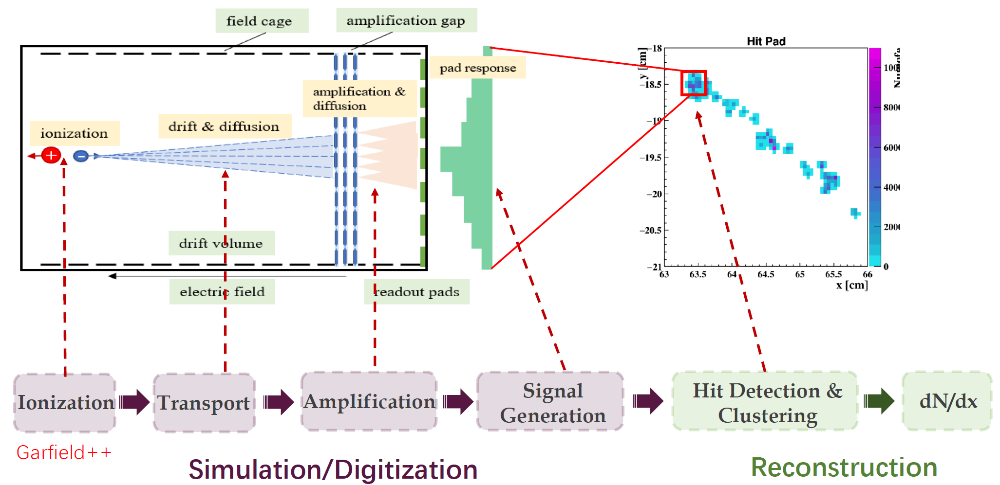 field cage
amplification gap
pad response
amplification &
diffusion
drift & diffusion
ionization
+
−
drift volume
electric field
readout pads
Hit Pad
y [cm]
−18
−18.5
−19
−19.5
−20
−20.5
−21
63
63.5
64
64.5
65
65.5
66
x [cm]
100
8000
6000
4000
2000
0
Ionization
Transport
Amplification
Signal
Generation
Hit Detection &
Clustering
dN/dx
Garfield++
Simulation/Digitization
Reconstruction